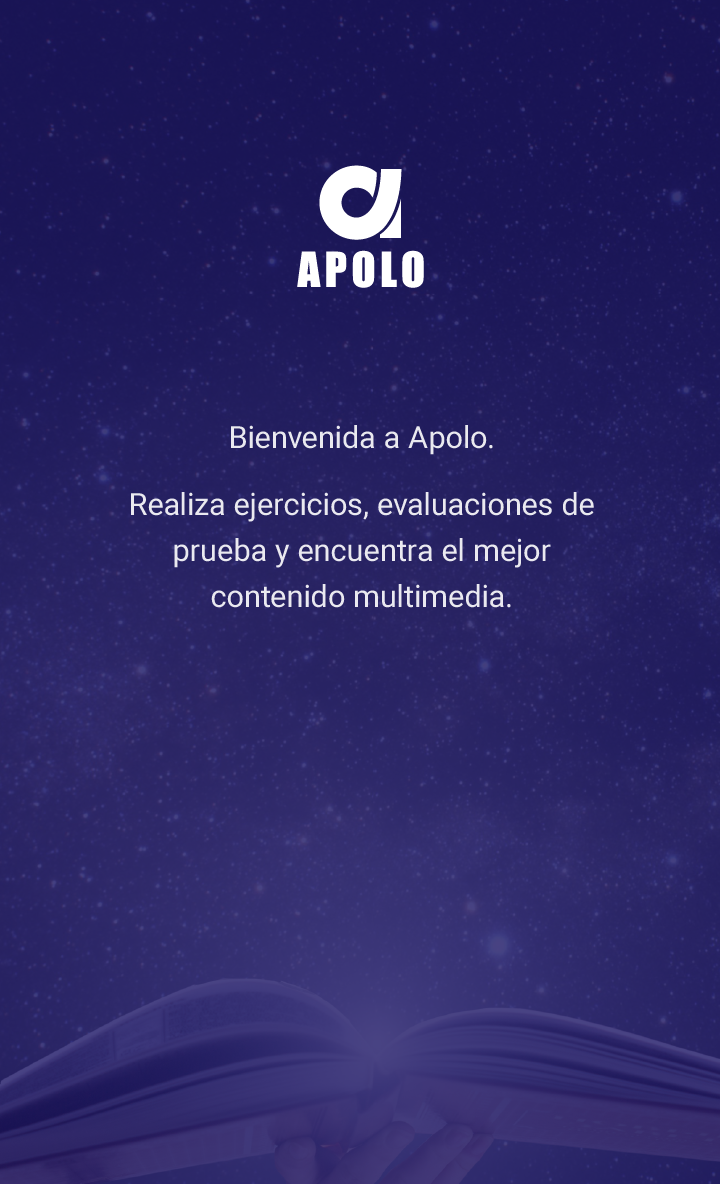 APOLO
Bienvenida a Apolo.
Realiza ejercicios, evaluaciones de
prueba y encuentra el mejor
contenido multimedia.